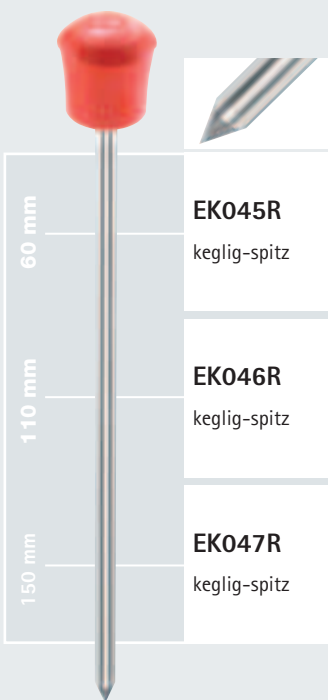 60 mm
EK045R
keglig-spitz
110 mm
EK046R
keglig-spitz
150 mm
EK047R
keglig-spitz